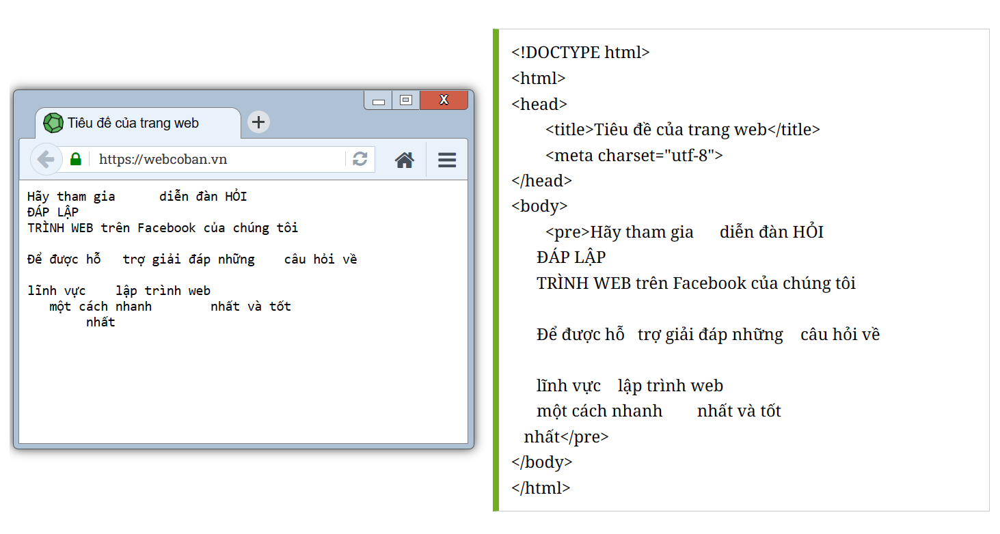 X
Tiêu đề của trang web
https://webcoban.vn
Hãy tham gia      diễn đàn HỎI
ĐÁP LẬP
TRÌNH WEB trên Facebook của chúng tôi
Để được hỗ   trợ giải đáp những    câu hỏi về
lĩnh vực    lập trình web
   một cách nhanh        nhất và tốt
        nhất
<!DOCTYPE html>
<html>
<head>
        <title>Tiêu đề của trang web</title>
        <meta charset="utf-8">
</head>
<body>
        <pre>Hãy tham gia      diễn đàn HỎI
      ĐÁP LẬP
      TRÌNH WEB trên Facebook của chúng tôi
      Để được hỗ   trợ giải đáp những    câu hỏi về
      lĩnh vực    lập trình web
      một cách nhanh        nhất và tốt
   nhất</pre>
</body>
</html>